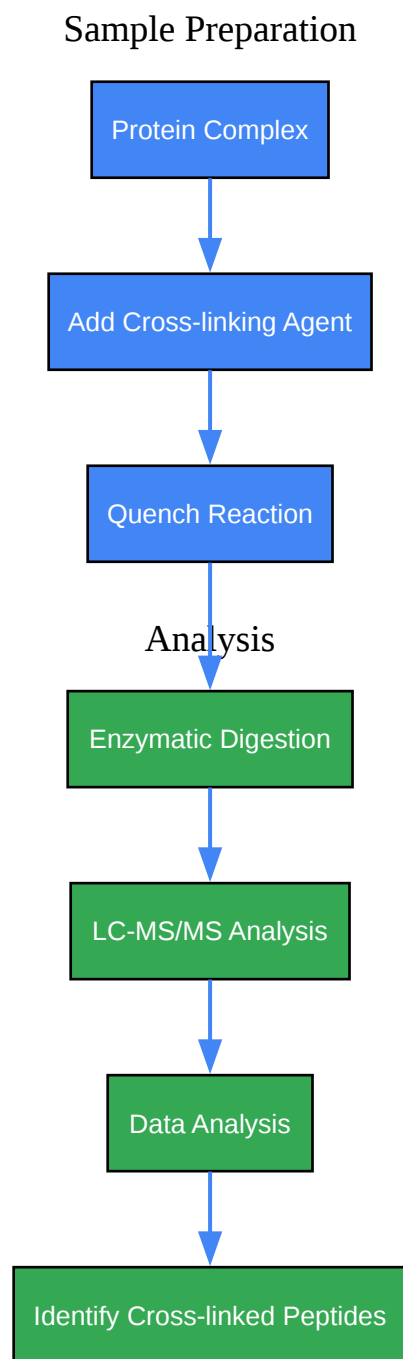 Sample Preparation
Protein Complex
Add Cross-linking Agent
Quench Reaction
Analysis
Enzymatic Digestion
LC-MS/MS Analysis
Data Analysis
Identify Cross-linked Peptides